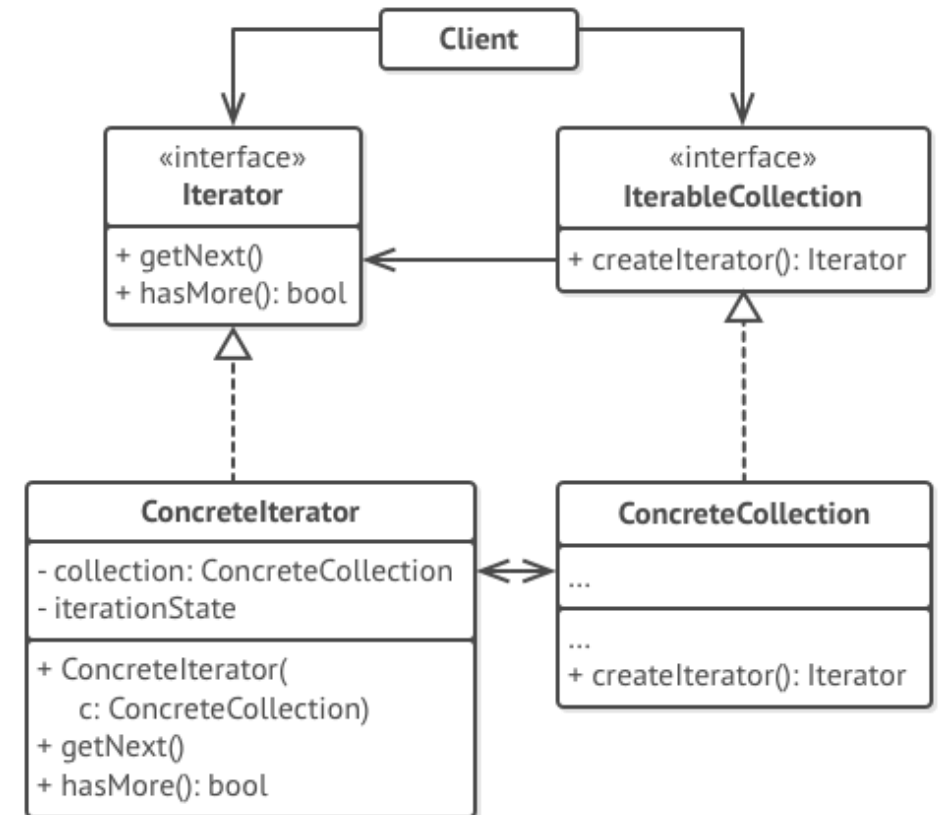 Client
«interface»
Iterator
+ getNext()
+ hasMore(): bool
«interface»
IterableCollection
+ createIterator(): Iterator
ConcreteIterator
- collection: ConcreteCollection
- iterationState
+ ConcreteIterator(
c: ConcreteCollection)
+ getNext()
+ hasMore(): bool
ConcreteCollection
...
...
+ createIterator(): Iterator